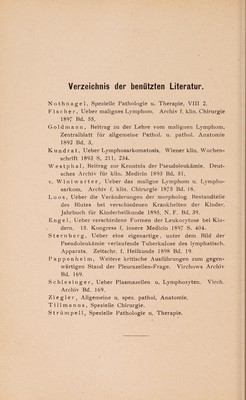 Verzeichnis der benützten Literatur.
Nothnagel, Spezielle Pathologie u. Therapie, VIII 2.
Fischer, Ueber malignes Lymphom. Archiv f. klin. Chirurgie
1897 Bd. 55,
Goldmann, Beitrag zu der Lehre vom malignen Lymphom.
Zentralblatt für allgemeine Pathol. u. pathol. Anatomie
1892 Bd. 3,
Kundrat, Ueber Lymphosarkomatosis. Wiener klin. Wochen-
schrift 1893 S. 211, 234.
Westphal, Beitrag zur Kenntnis der Pseudoleukämie. Deut-
sches Archiv für klin. Medicin 1893 Bd. 51,
v. Winiwarter, Ueber das maligne Lymphom u. Lympho-
sarkom. Archiv f. klin. Chirurgie 1875 Bd. 18.
Loos, Ueber die Veränderungen der morpholog. Bestandteile
des Blutes bei verschiedenen Krankheiten der Kinder,
Jahrbuch für Kinderheilkunde 1895, N. F. Bd. 39.
Engel, Ueber verschiedene Formen der Leukocytose bei Kin-
dern. 15. Kongress f. innere Medicin 1897 S. 404.
Sternberg, Ueber eine eigenartige, unter dem Bild der
Pseudoleukämie verlaufende Tuberkulose des lymphatisch.
Apparats. Zeitschr. f. Heilkunde 1898 Bd. 19.
Pappenheim, Weitere kritische Ausführungen zum gegen-
wärtigen Stand der Plasmazellen-Frage. Virchows Archiv
Bd. 169.
Schlesinger, Ueber Plasmazellen u, Lymphozyten. Virch.
Archiv Bd. 169.
Ziegler, Allgemeine u. spez. pathol. Anatomie.
Tillmanns, Spezielle Chirurgie.
Strümpell, Spezielle Pathologie u. Therapie.